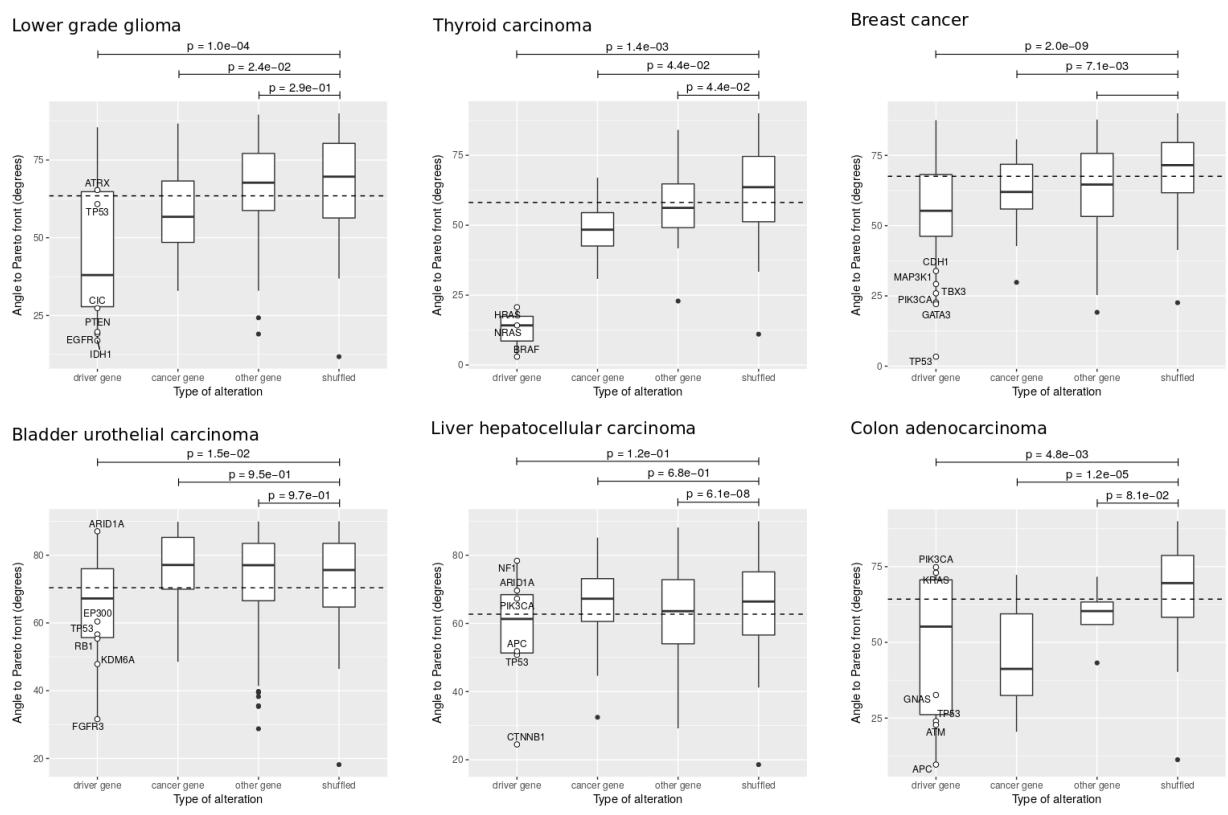 Lower grade glioma
p = 1.0e−04
p = 2.4e−02
p = 2.9e−01
Angle to Pareto front (degrees)
75
50
25
ATRX
TP53
CIC
PTEN
EGFR
IDH1
driver gene cancer gene other gene shuffled
Type of alteration
Thyroid carcinoma
p = 1.4e−03
p = 4.4e−02
p = 4.4e−02
Angle to Pareto front (degrees)
75
50
25
0
HRAS
NRAS
BRAF
driver gene cancer gene other gene shuffled
Type of alteration
Breast cancer
p = 2.0e−09
p = 7.1e−03
Angle to Pareto front (degrees)
75
50
25
0
CDH1
MAP3K1
TBX3
PIK3CA
GATA3
TP53
driver gene cancer gene other gene shuffled
Type of alteration
Bladder urothelial carcinoma
p = 1.5e−02
p = 9.5e−01
p = 9.7e−01
Angle to Pareto front (degrees)
80
60
40
20
ARID1A
EP300
TP53
RB1
KDM6A
FGFR3
driver gene cancer gene other gene shuffled
Type of alteration
Liver hepatocellular carcinoma
p = 1.2e−01
p = 6.8e−01
p = 6.1e−08
Angle to Pareto front (degrees)
80
60
40
20
NF1
ARID1A
PIK3CA
APC
TP53
CTNNB1
driver gene cancer gene other gene shuffled
Type of alteration
Colon adenocarcinoma
p = 4.8e−03
p = 1.2e−05
p = 8.1e−02
Angle to Pareto front (degrees)
75
50
25
PIK3CA
KRAS
GNAS
TP53
ATM
APC
driver gene cancer gene other gene shuffled
Type of alteration